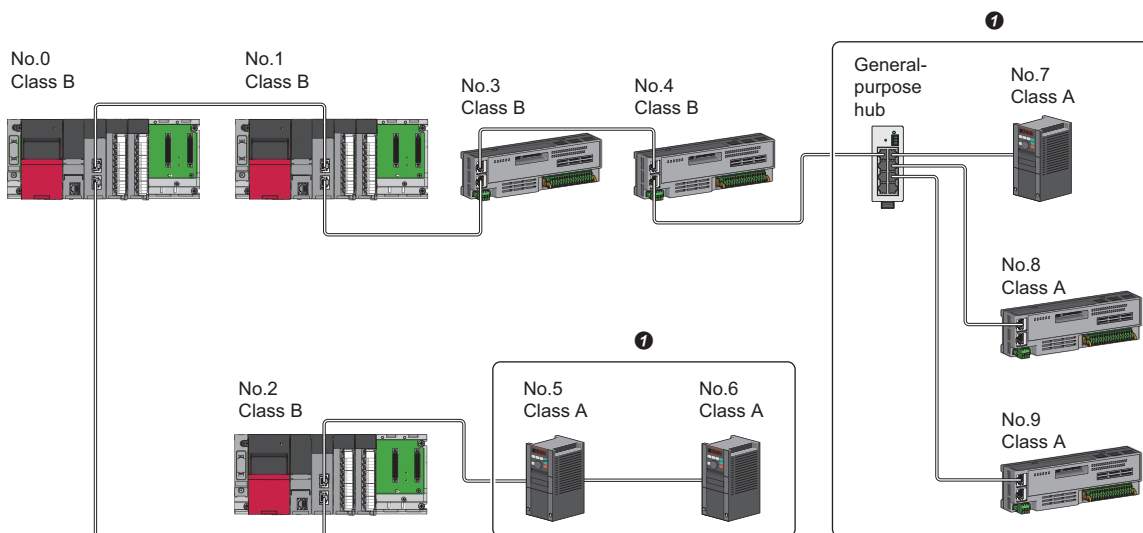 ❶
No.0
Class B
No.1
Class B
No.3
Class B
No.4
Class B
General-
purpose
hub
No.7
Class A
No.8
Class A
❶
No.2
Class B
No.5
Class A
No.6
Class A
No.9
Class A